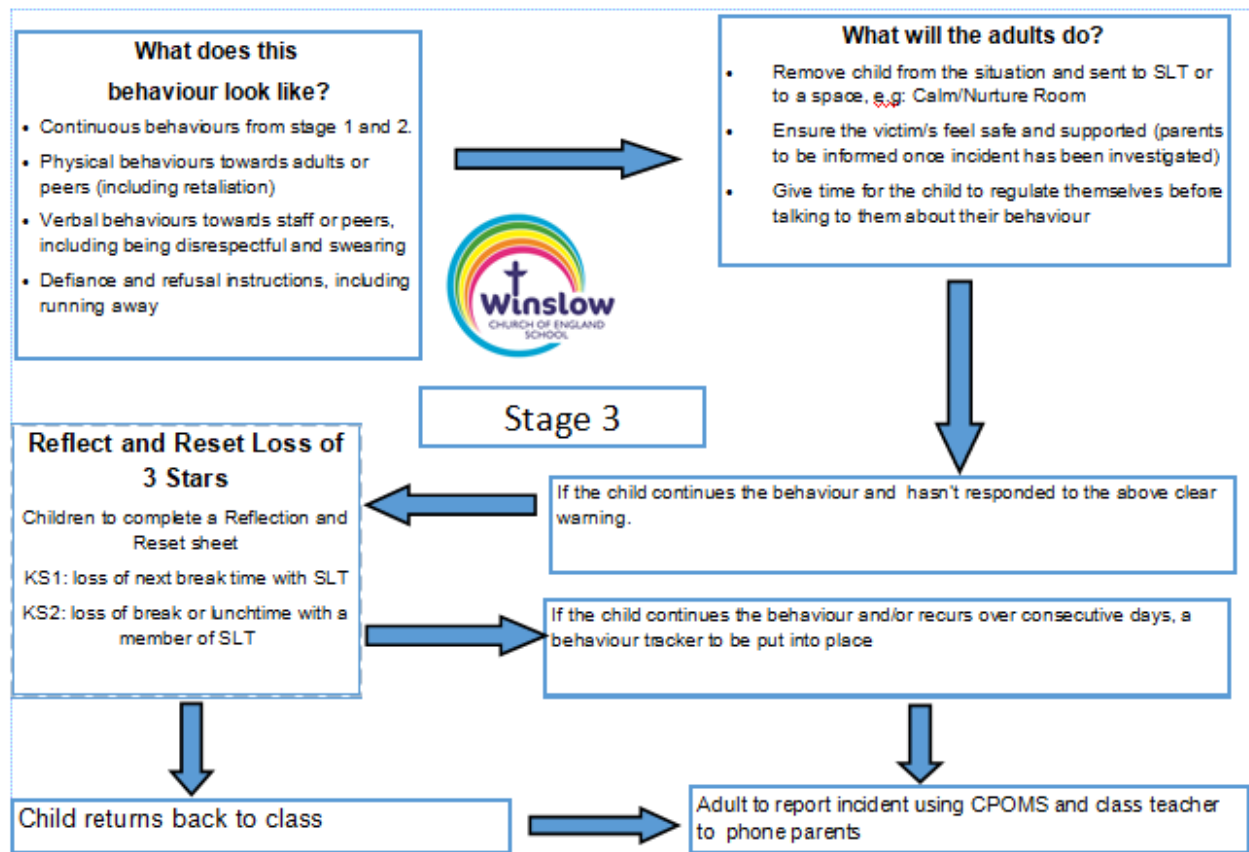 What does this
behaviour look like?
• Continuous behaviours from stage 1 and 2.
• Physical behaviours towards adults or
peers (including retaliation)
• Verbal behaviours towards staff or peers,
including being disrespectful and swearing
• Defiance and refusal instructions, including
running away
What will the adults do?
• Remove child from the situation and sent to SLT or
to a space, e.g: Calm/Nurture Room
• Ensure the victim/s feel safe and supported (parents
to be informed once incident has been investigated)
• Give time for the child to regulate themselves before
talking to them about their behaviour
Winslow
CHURCH OF ENGLAND
SCHOOL
Stage 3
If the child continues the behaviour and hasn't responded to the above clear
warning.
Reflect and Reset Loss of
3 Stars
Children to complete a Reflection and
Reset sheet
KS1: loss of next break time with SLT
KS2: loss of break or lunchtime with a
member of SLT
If the child continues the behaviour and/or recurs over consecutive days, a
behaviour tracker to be put into place
Child returns back to class
Adult to report incident using CPOMS and class teacher
to phone parents